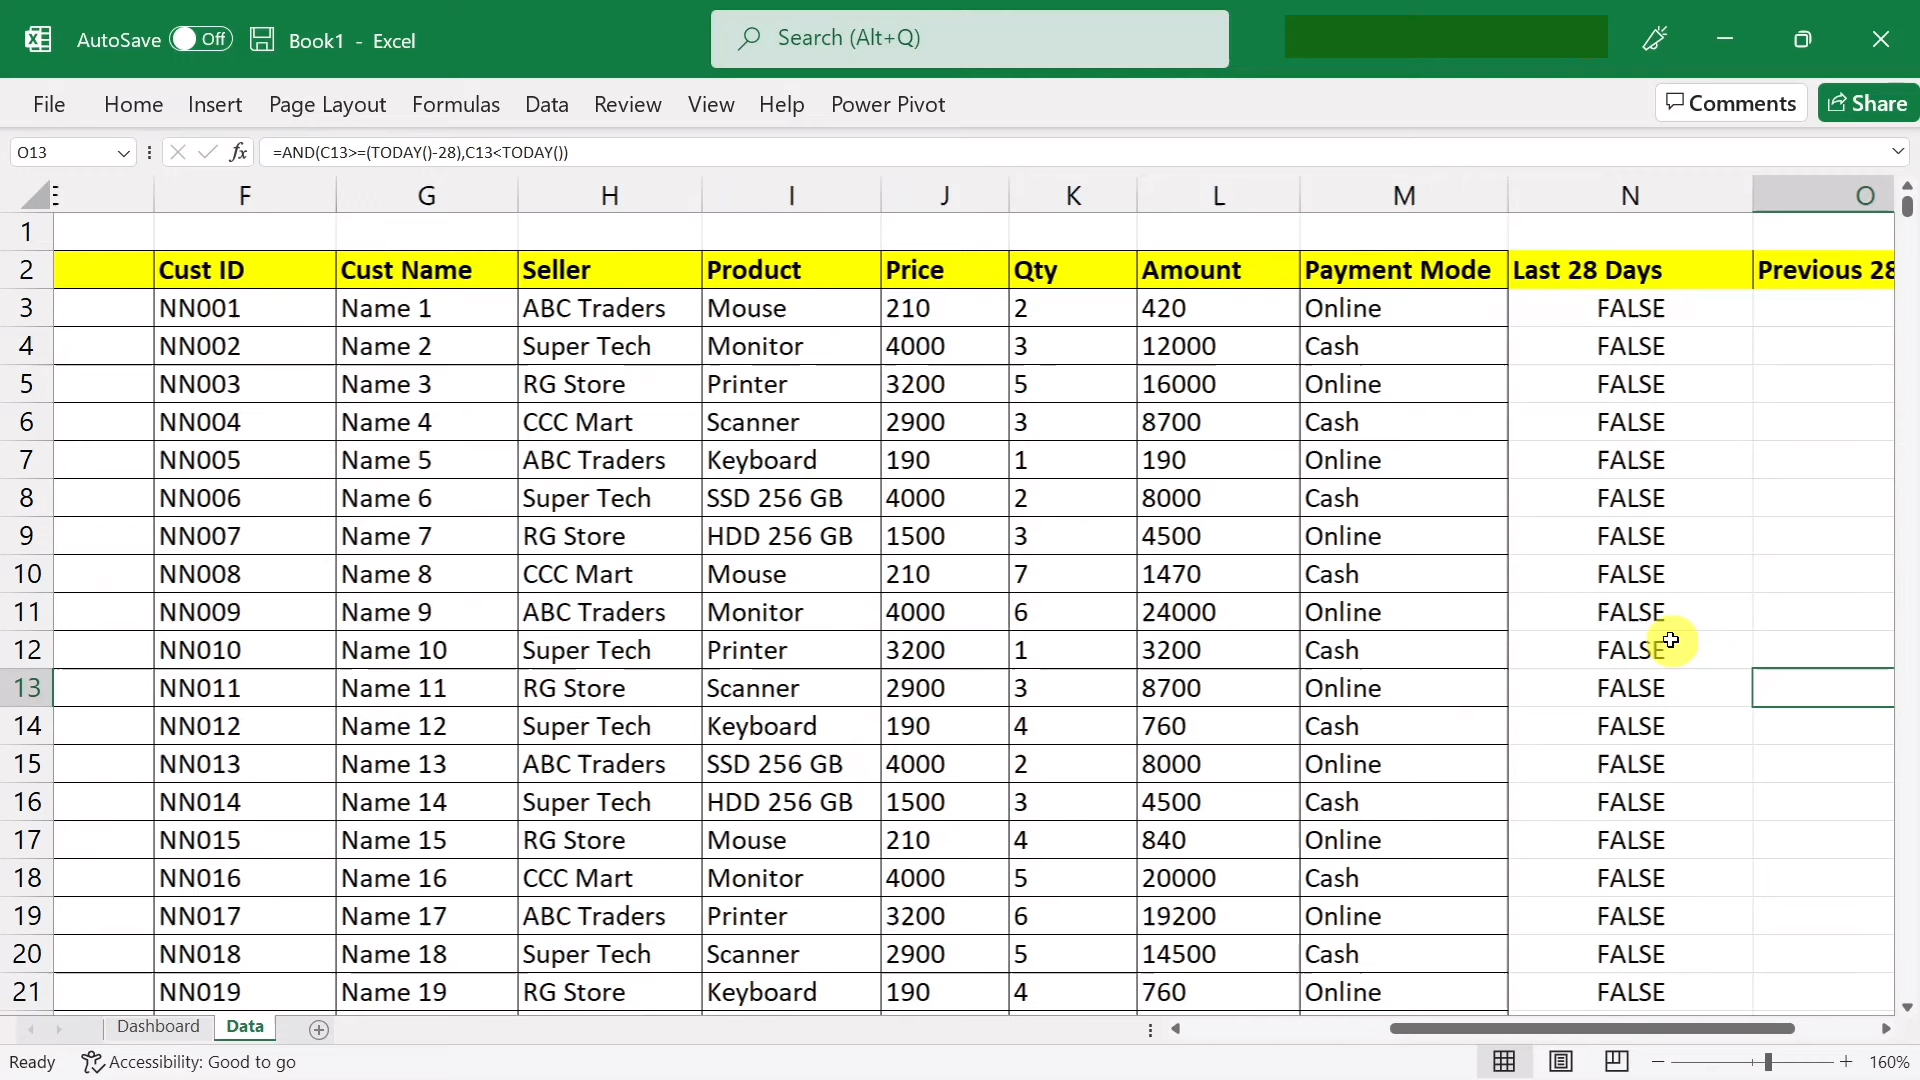 AutoSave Off Book1 - Excel Search (Alt+Q)
File Home Insert Page Layout Formulas Data Review View Help Power Pivot Comments Share
O13 fx =AND(C13>=(TODAY()-28),C13<TODAY())
F G H I J K L M N O
1
2 Cust ID Cust Name Seller Product Price Qty Amount Payment Mode Last 28 Days Previous 28
3 NN001 Name 1 ABC Traders Mouse 210 2 420 Online FALSE
4 NN002 Name 2 Super Tech Monitor 4000 3 12000 Cash FALSE
5 NN003 Name 3 RG Store Printer 3200 5 16000 Online FALSE
6 NN004 Name 4 CCC Mart Scanner 2900 3 8700 Cash FALSE
7 NN005 Name 5 ABC Traders Keyboard 190 1 190 Online FALSE
8 NN006 Name 6 Super Tech SSD 256 GB 4000 2 8000 Cash FALSE
9 NN007 Name 7 RG Store HDD 256 GB 1500 3 4500 Online FALSE
10 NN008 Name 8 CCC Mart Mouse 210 7 1470 Cash FALSE
11 NN009 Name 9 ABC Traders Monitor 4000 6 24000 Online FALSE
12 NN010 Name 10 Super Tech Printer 3200 1 3200 Cash FALSE
13 NN011 Name 11 RG Store Scanner 2900 3 8700 Online FALSE
14 NN012 Name 12 Super Tech Keyboard 190 4 760 Cash FALSE
15 NN013 Name 13 ABC Traders SSD 256 GB 4000 2 8000 Online FALSE
16 NN014 Name 14 Super Tech HDD 256 GB 1500 3 4500 Cash FALSE
17 NN015 Name 15 RG Store Mouse 210 4 840 Online FALSE
18 NN016 Name 16 CCC Mart Monitor 4000 5 20000 Cash FALSE
19 NN017 Name 17 ABC Traders Printer 3200 6 19200 Online FALSE
20 NN018 Name 18 Super Tech Scanner 2900 5 14500 Cash FALSE
21 NN019 Name 19 RG Store Keyboard 190 4 760 Online FALSE
Dashboard Data
Ready Accessibility: Good to go 160%